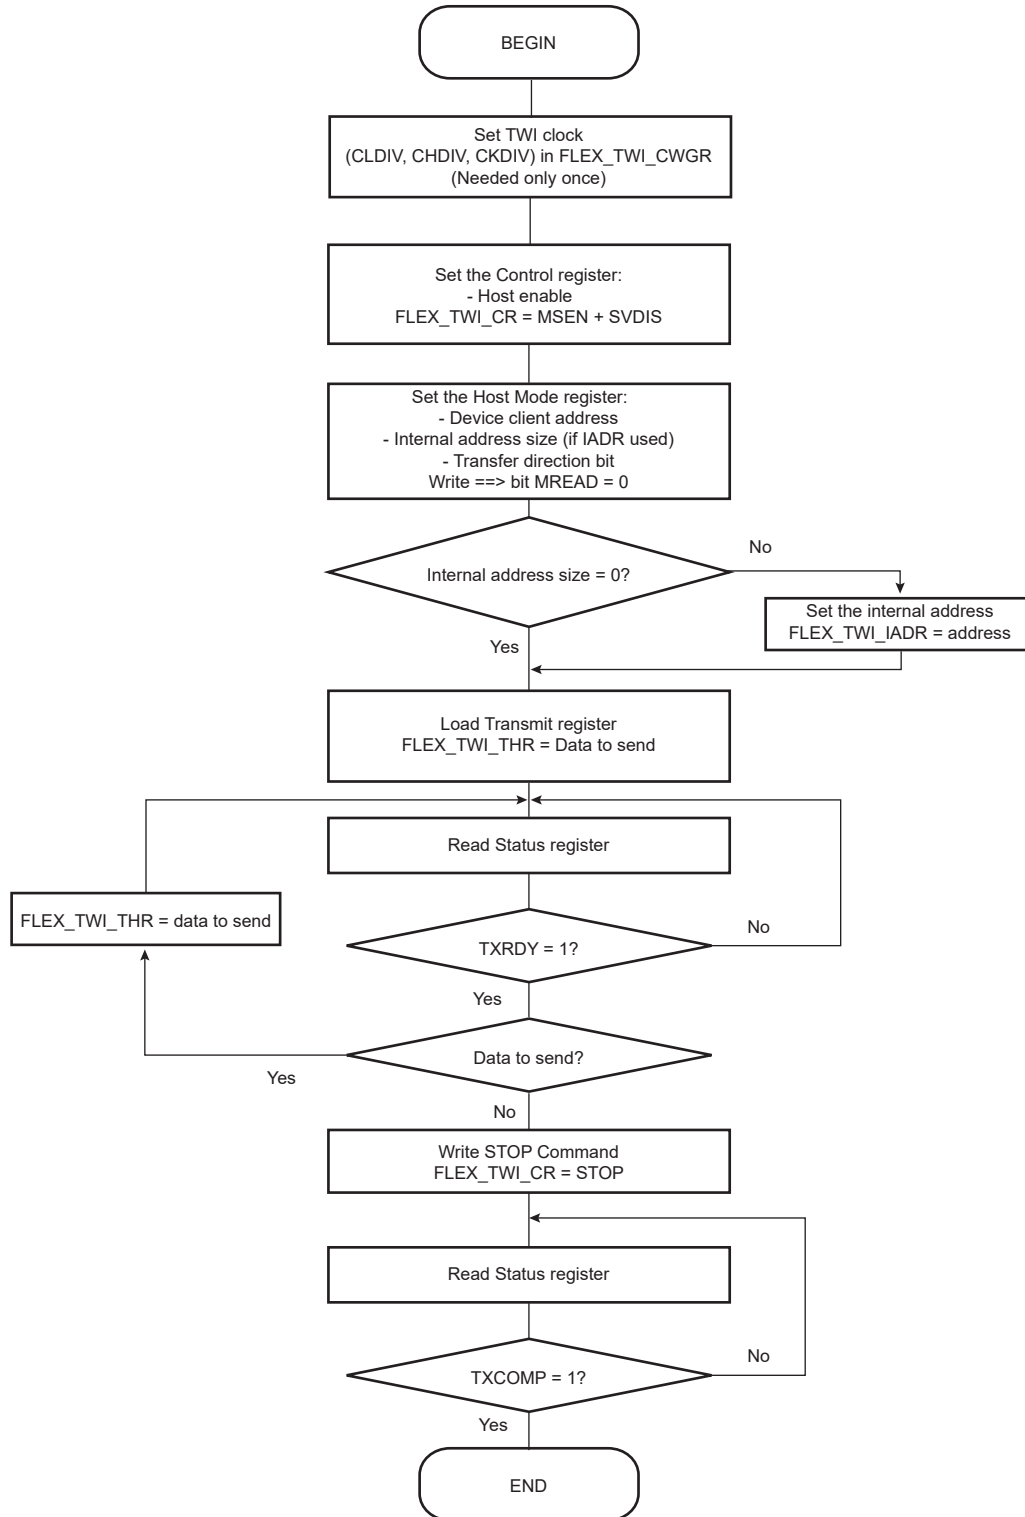 BEGIN
Set TWI clock
(CLDIV, CHDIV, CKDIV) in FLEX_TWI_CWGR
(Needed only once)
Set the Control register:
- Host enable
FLEX_TWI_CR = MSEN + SVDIS
Set the Host Mode register:
- Device client address
- Internal address size (if IADR used)
- Transfer direction bit
Write ==> bit MREAD = 0
No
Internal address size = 0?
Set the internal address
FLEX_TWI_IADR = address
Yes
Load Transmit register
FLEX_TWI_THR = Data to send
Read Status register
FLEX_TWI_THR = data to send
No
TXRDY = 1?
Yes
Data to send?
Yes
No
Write STOP Command
FLEX_TWI_CR = STOP
Read Status register
No
TXCOMP = 1?
Yes
END